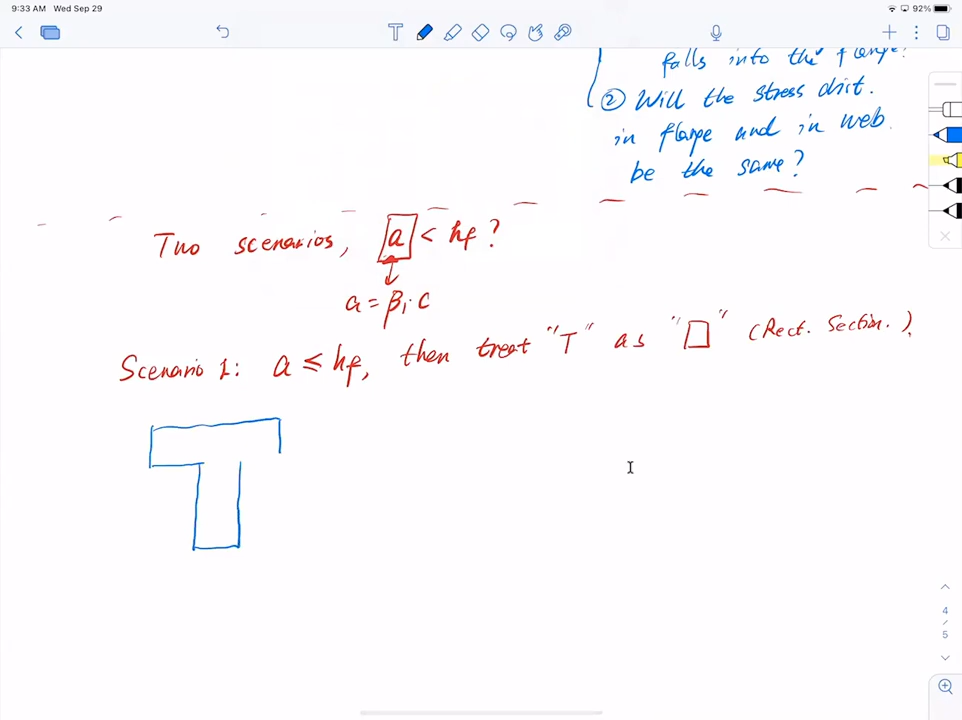 9:33 AM Wed Sep 29
92%
falls into the flange?
② Will the stress dist.
in flange and in web
be the same?
Two scenarios, a < hf ?
a = β₁·c
Scenario 1: a ≤ hf, then treat "T" as "▭" (Rect. Section.).
4
/
5